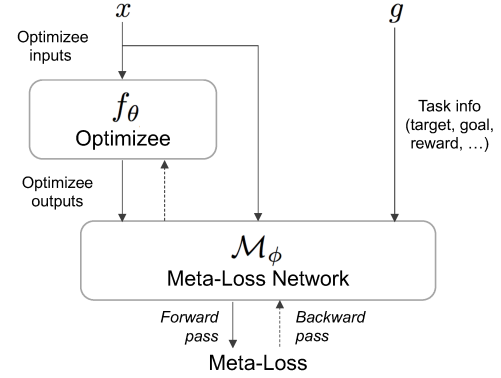 x
g
Optimizee
inputs
f_θ
Optimizee
Task info
(target, goal,
reward, ...)
Optimizee
outputs
M_ϕ
Meta-Loss Network
Forward
pass
Backward
pass
Meta-Loss